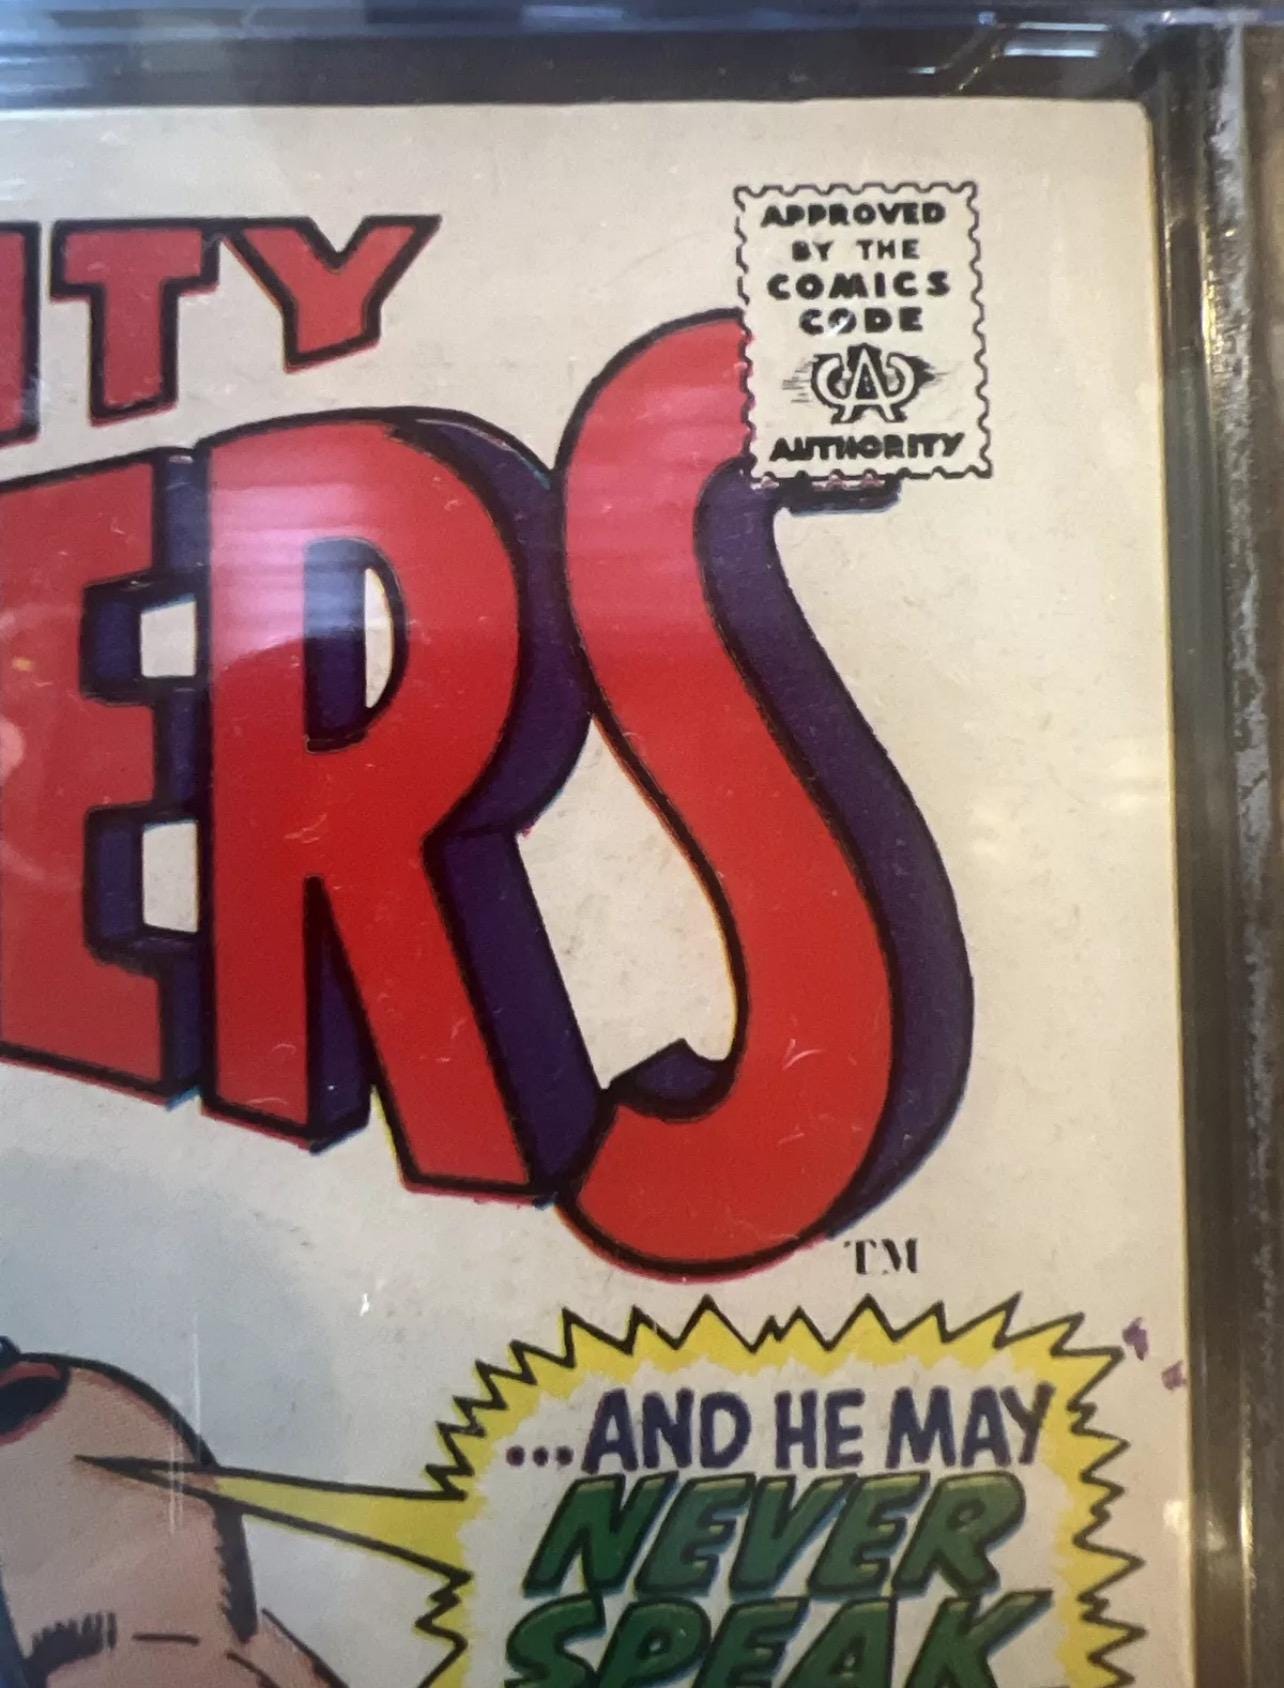 ITY
ERS
APPROVED
BY THE
COMICS
CODE
CA
AUTHORITY
TM
...AND HE MAY
NEVER
SPEAK